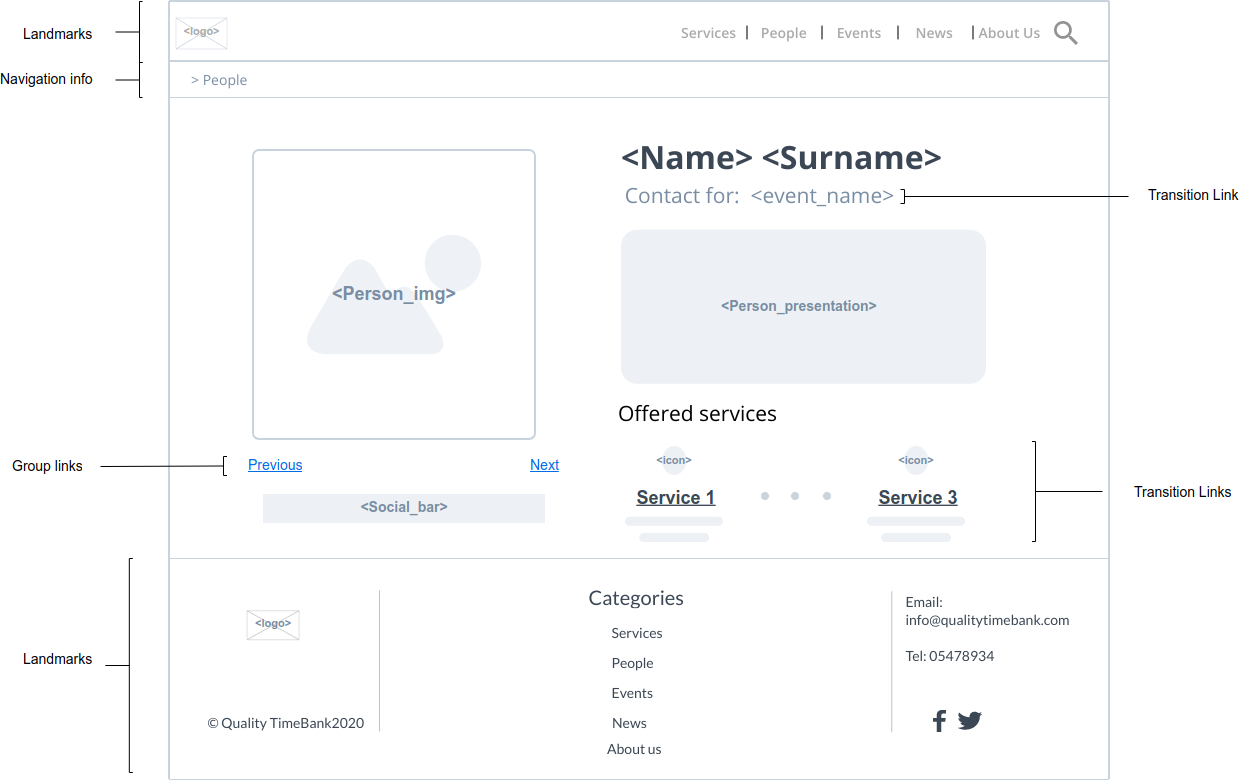 Landmarks
<logo>
Services | People | Events | News | About Us
Navigation info
> People
<Name> <Surname>
Contact for: <event_name>
Transition Link
<Person_img>
<Person_presentation>
Offered services
Group links
Previous
Next
<icon>
<icon>
Service 1
Service 3
Transition Links
<Social_bar>
Landmarks
<logo>
© Quality TimeBank2020
Categories
Services
People
Events
News
About us
Email:
info@qualitytimebank.com
Tel: 05478934